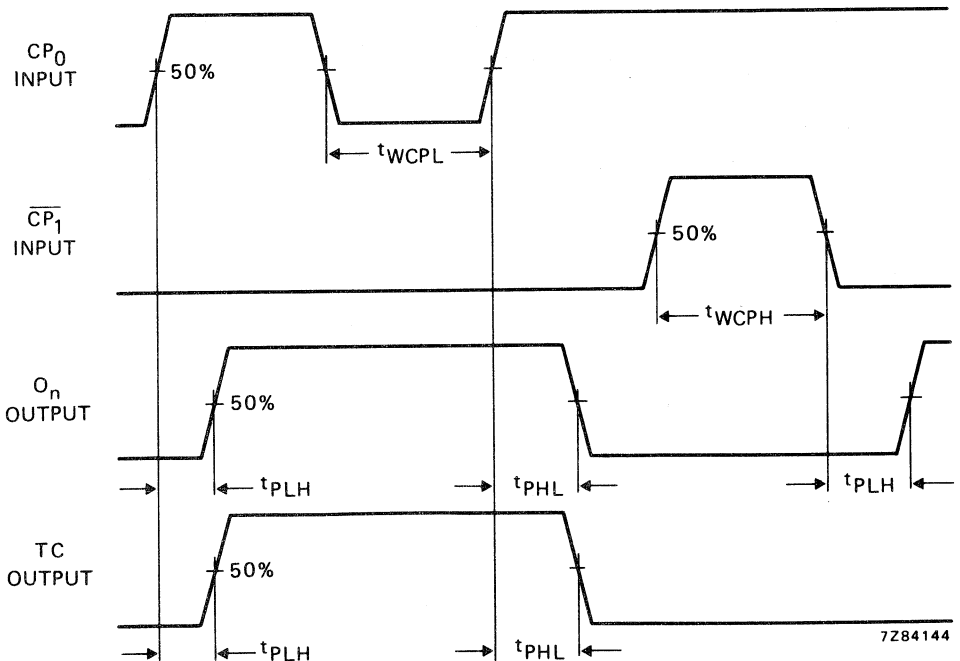 CP0
INPUT
50%
tWCPL
CP1
INPUT
50%
tWCPH
On
OUTPUT
50%
tPLH
tPHL
tPLH
TC
OUTPUT
50%
tPLH
tPHL
7Z84144